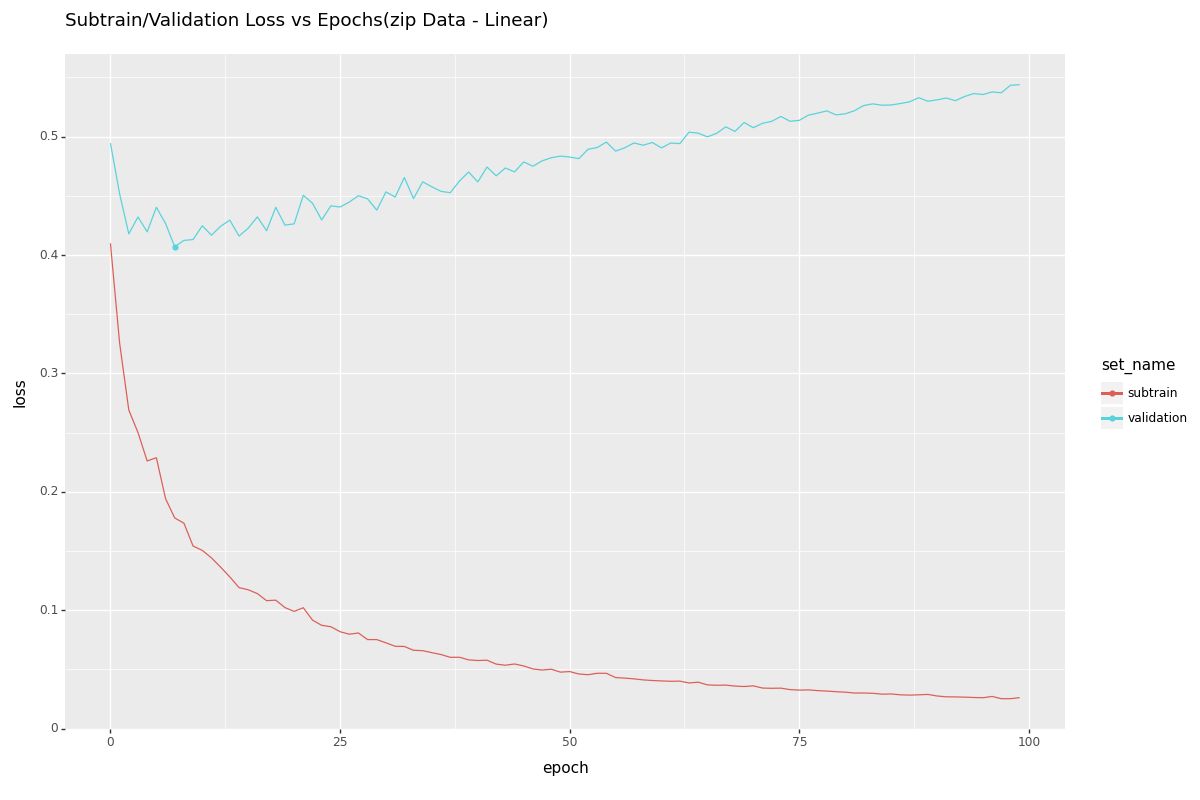 Subtrain/Validation Loss vs Epochs(zip Data - Linear)
0.5
0.4
0.3
0.2
0.1
0
loss
0 25 50 75 100
epoch
set_name
subtrain
validation